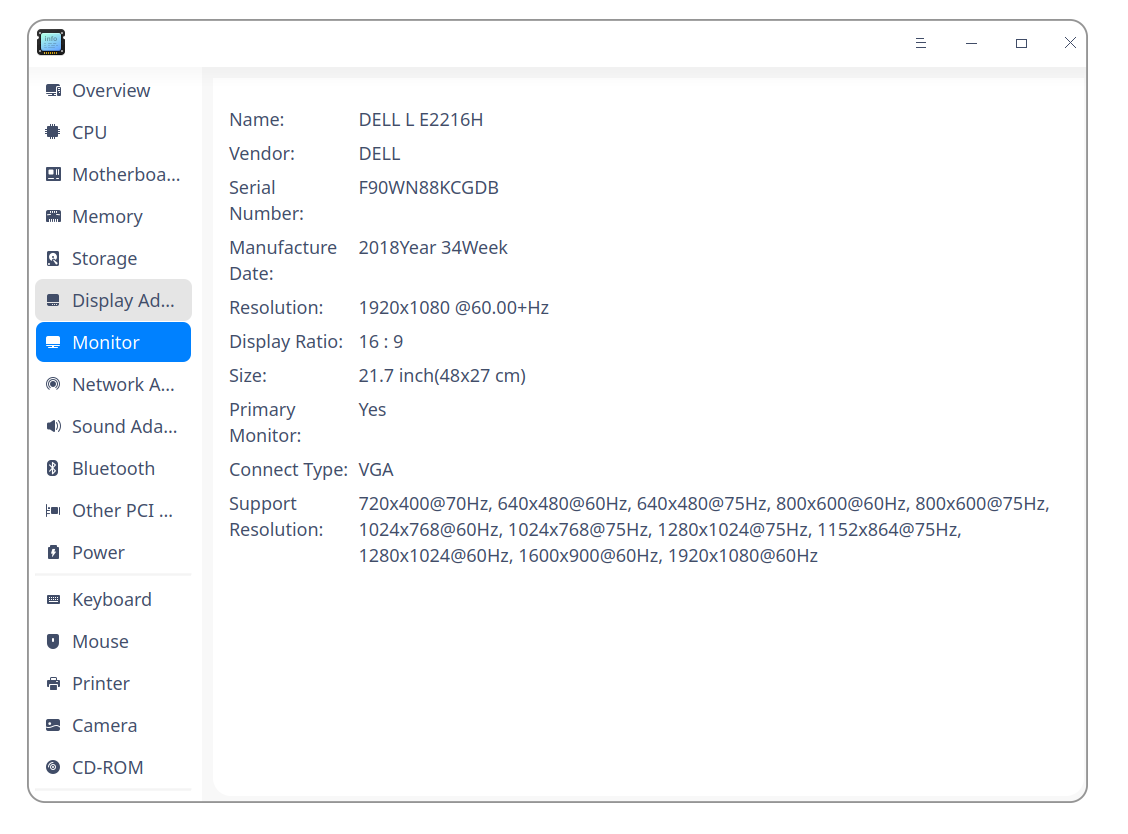 Overview
CPU
Motherboa...
Memory
Storage
Display Ad...
Monitor
Network A...
Sound Ada...
Bluetooth
Other PCI ...
Power
Keyboard
Mouse
Printer
Camera
CD-ROM
Name: DELL L E2216H
Vendor: DELL
Serial Number: F90WN88KCGDB
Manufacture Date: 2018Year 34Week
Resolution: 1920x1080 @60.00+Hz
Display Ratio: 16 : 9
Size: 21.7 inch(48x27 cm)
Primary Monitor: Yes
Connect Type: VGA
Support Resolution: 720x400@70Hz, 640x480@60Hz, 640x480@75Hz, 800x600@60Hz, 800x600@75Hz,
1024x768@60Hz, 1024x768@75Hz, 1280x1024@75Hz, 1152x864@75Hz,
1280x1024@60Hz, 1600x900@60Hz, 1920x1080@60Hz